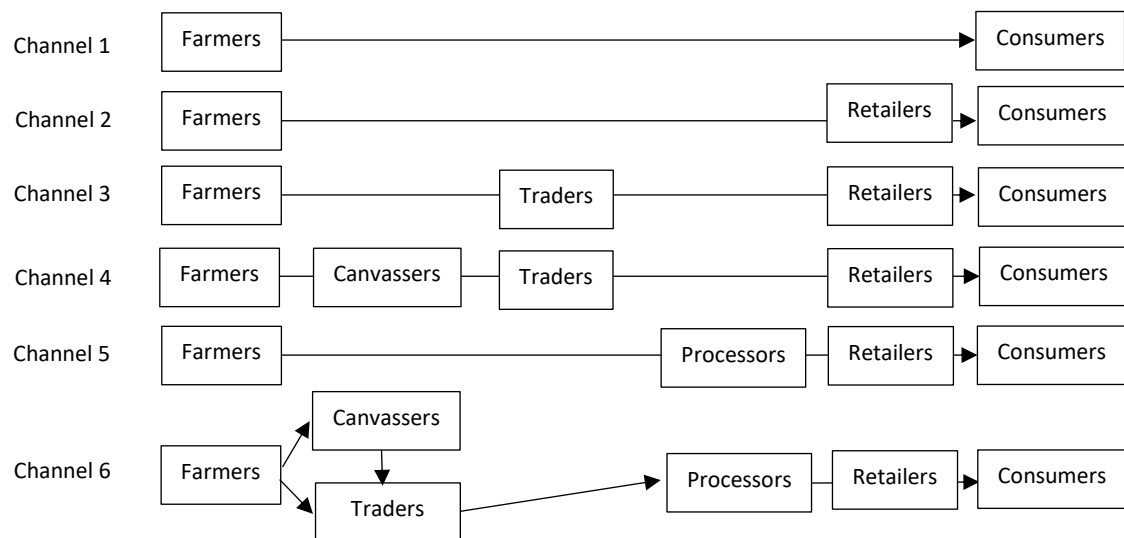 Channel 1 Farmers Consumers
Channel 2 Farmers Retailers Consumers
Channel 3 Farmers Traders Retailers Consumers
Channel 4 Farmers Canvassers Traders Retailers Consumers
Channel 5 Farmers Processors Retailers Consumers
Canvassers
Channel 6 Farmers Processors Retailers Consumers
Traders